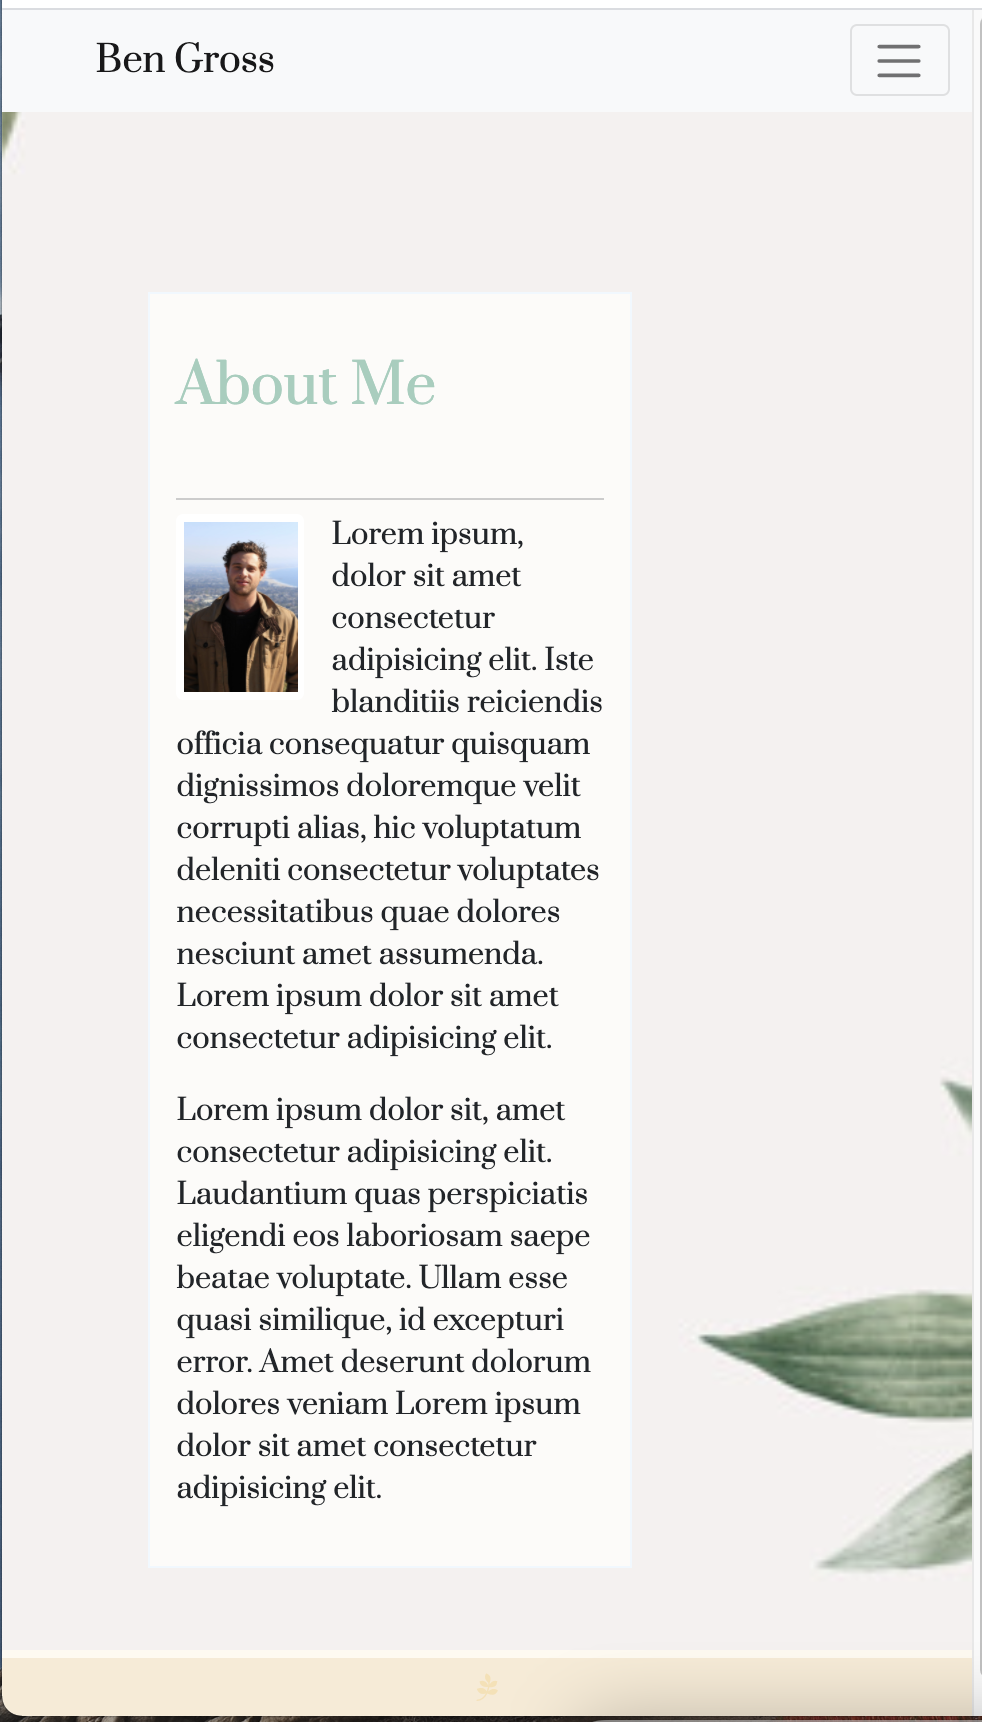 Ben Gross
About Me
Lorem ipsum,
dolor sit amet
consectetur
adipisicing elit. Iste
blanditiis reiciendis
officia consequatur quisquam
dignissimos doloremque velit
corrupti alias, hic voluptatum
deleniti consectetur voluptates
necessitatibus quae dolores
nesciunt amet assumenda.
Lorem ipsum dolor sit amet
consectetur adipisicing elit.
Lorem ipsum dolor sit, amet
consectetur adipisicing elit.
Laudantium quas perspiciatis
eligendi eos laboriosam saepe
beatae voluptate. Ullam esse
quasi similique, id excepturi
error. Amet deserunt dolorum
dolores veniam Lorem ipsum
dolor sit amet consectetur
adipisicing elit.